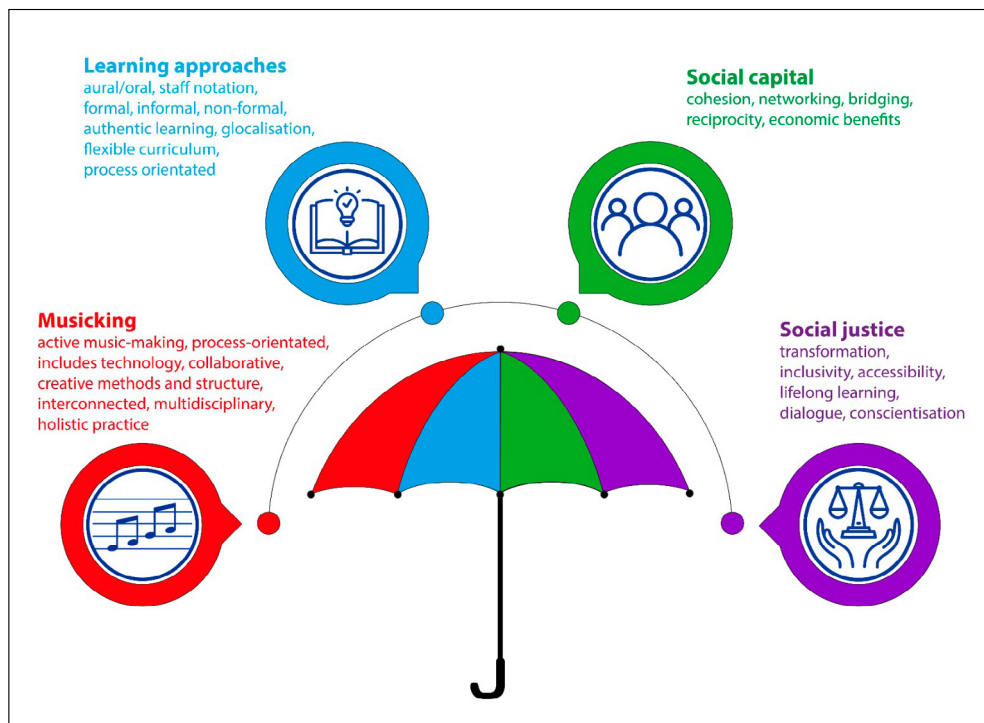 Learning approaches
aural/oral, staff notation,
formal, informal, non-formal,
authentic learning, glocalisation,
flexible curriculum,
process orientated
Social capital
cohesion, networking, bridging,
reciprocity, economic benefits
Musicking
active music-making, process-orientated,
includes technology, collaborative,
creative methods and structure,
interconnected, multidisciplinary,
holistic practice
Social justice
transformation,
inclusivity, accessibility,
lifelong learning,
dialogue, conscientisation